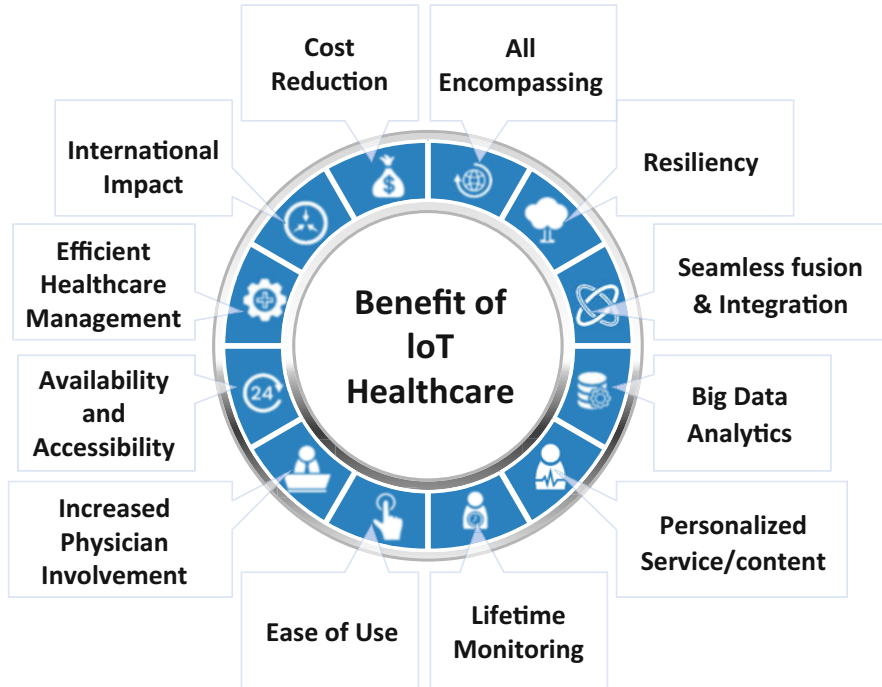 Cost
Reduction
All
Encompassing
International
Impact
Resiliency
Efficient
Healthcare
Management
Seamless fusion
& Integration
Benefit of
IoT
Healthcare
$
24
Availability
and
Accessibility
Big Data
Analytics
Increased
Physician
Involvement
Personalized
Service/content
Ease of Use
Lifetime
Monitoring